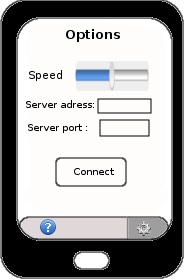 Options
Speed
Server adress:
Server port :
Connect
?